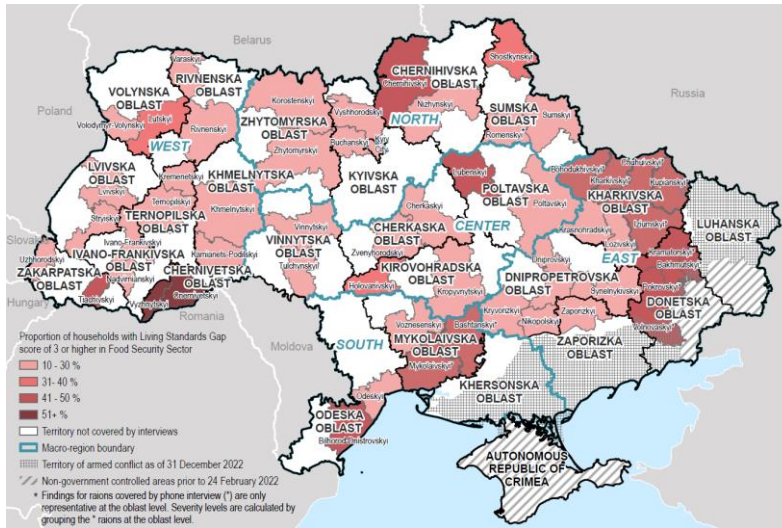 Belarus
Poland
Russia
Slovakia
Hungary
Romania
Moldova
WEST
NORTH
CENTER
EAST
SOUTH
VOLYNSKA
OBLAST
RIVNENSKA
OBLAST
ZHYTOMYRSKA
OBLAST
CHERNIHIVSKA
OBLAST
SUMSKA
OBLAST
KYIVSKA
OBLAST
LVIVSKA
OBLAST
KHMELNYTSKA
OBLAST
TERNOPILSKA
OBLAST
IVANO-FRANKIVSKA
OBLAST
ZAKARPATSKA
OBLAST
CHERNIVETSKA
OBLAST
VINNYTSKA
OBLAST
CHERKASKA
OBLAST
POLTAVSKA
OBLAST
KHARKIVSKA
OBLAST
LUHANSKA
OBLAST
KIROVOHRADSKA
OBLAST
DNIPROPETROVSKA
OBLAST
DONETSKA
OBLAST
ZAPORIZKA
OBLAST
MYKOLAIVSKA
OBLAST
KHERSONSKA
OBLAST
ODESKA
OBLAST
AUTONOMOUS
REPUBLIC OF
CRIMEA
Varaskyi
Lutskyi
Volodymyr-Volynskyi
Rivnenskyi
Kremenetskyi
Lvivskyi
Ternopilskyi
Striyskyi
Ivano-Frankivskyi
Uzhhorodskyi
Nadvirnianskyi
Tiachivskyi
Vyzhnytskyi
Chernivetskyi
Khmelnytskyi
Kamianets-Podilskyi
Korostenskyi
Zhytomyrskyi
Vyshhorodskyi
Buchanskyi
Kyiv
City
Chernihivskyi
Nizhynskyi
Shostkynskyi
Sumskyi
Romenskyi
Lubenskyi
Poltavskyi
Cherkaskyi
Zvenyhorodskyi
Vinnytskyi
Tulchynskyi
Holovanivskyi
Kropyvnytskyi
Bohodukhivskyi*
Chuhuivskyi*
Kharkivskyi*
Kupianskyi*
Iziumskyi*
Krasnohradskyi
Lozivskyi
Kramatorskyi*
Bakhmutskyi*
Pokrovskyi*
Volnovaskyi*
Dniprovskyi
Synelnykivskyi
Kryvorizkyi
Nikopolskyi
Zaporizkyi
Voznesenskyi
Bashtanskyi*
Mykolaivskyi*
Odeskyi
Bilhorod-Dnistrovskyi
Proportion of households with Living Standards Gap
score of 3 or higher in Food Security Sector
10 - 30 %
31- 40 %
41 - 50 %
51+ %
Territory not covered by interviews
Macro-region boundary
Territory of armed conflict as of 31 December 2022
Non-government controlled areas prior to 24 February 2022
* Findings for raions covered by phone interview (*) are only
representative at the oblast level. Severity levels are calculated by
grouping the * raions at the oblast level.